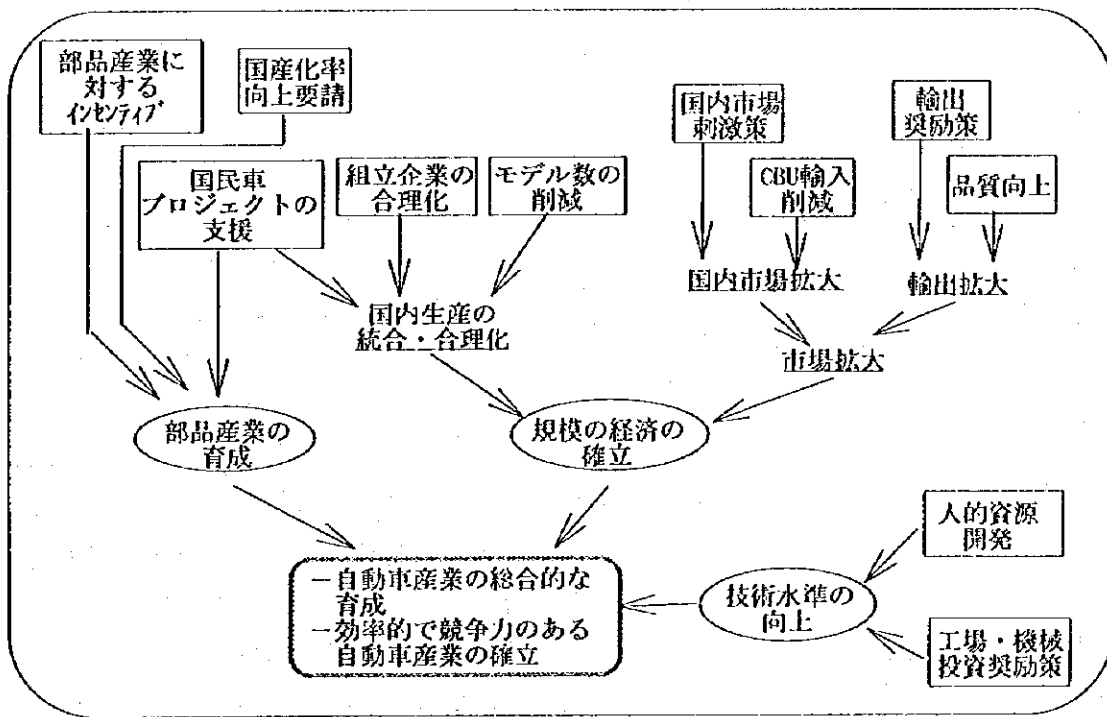 部品産業に
対する
インセンティブ
国産化率
向上要請
国内市場
刺激策
輸出
奨励策
国民車
プロジェクトの
支援
組立企業の
合理化
モデル数の
削減
CBU輸入
削減
品質向上
国内市場拡大
輸出拡大
国内生産の
統合・合理化
市場拡大
部品産業の
育成
規模の経済の
確立
人的資源
開発
－自動車産業の総合的な
育成
－効率的で競争力のある
自動車産業の確立
技術水準の
向上
工場・機械
投資奨励策